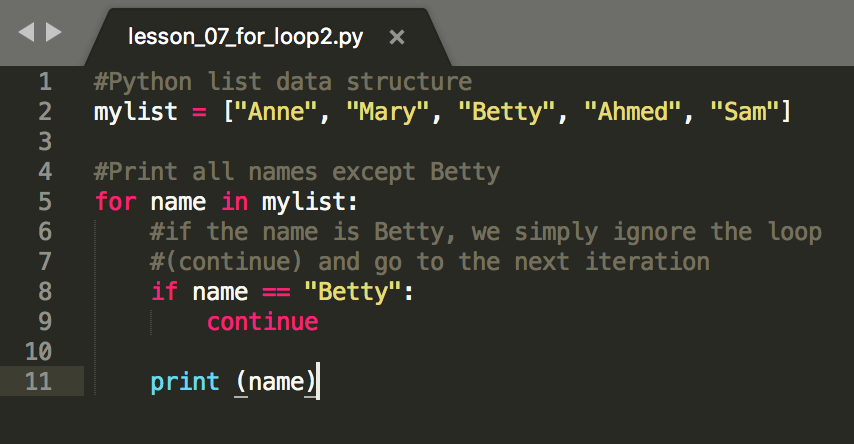 lesson_07_for_loop2.py ×
1 #Python list data structure
2 mylist = ["Anne", "Mary", "Betty", "Ahmed", "Sam"]
3
4 #Print all names except Betty
5 for name in mylist:
6     #if the name is Betty, we simply ignore the loop
7     #(continue) and go to the next iteration
8     if name == "Betty":
9         continue
10
11     print (name)